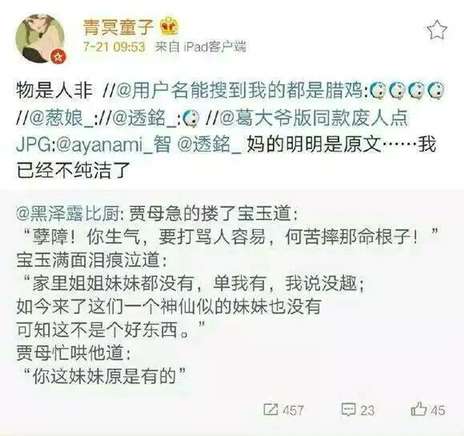 青冥童子
7-21 09:53 来自 iPad客户端
物是人非 //@用户名能搜到我的都是腊鸡:
//@葱娘_://@透銘_: //@葛大爷版同款废人点
JPG:@ayanami_智 @透銘_ 妈的明明是原文……我
已经不纯洁了
@黑泽露比厨: 贾母急的搂了宝玉道:
“孽障！你生气，要打骂人容易，何苦摔那命根子！”
宝玉满面泪痕泣道:
“家里姐姐妹妹都没有，单我有，我说没趣；
如今来了这们一个神仙似的妹妹也没有
可知这不是个好东西。”
贾母忙哄他道:
“你这妹妹原是有的”
457 23 45